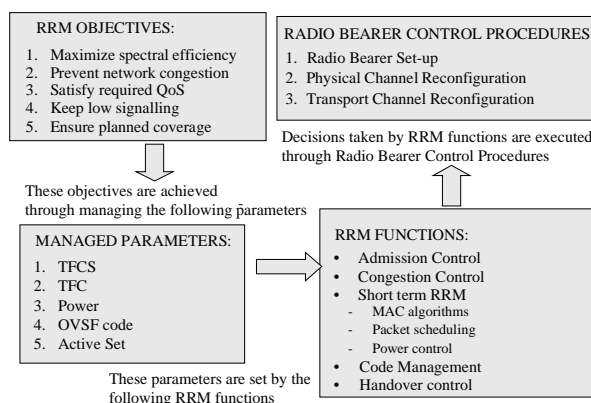 RRM OBJECTIVES:
1. Maximize spectral efficiency
2. Prevent network congestion
3. Satisfy required QoS
4. Keep low signalling
5. Ensure planned coverage
RADIO BEARER CONTROL PROCEDURES
1. Radio Bearer Set-up
2. Physical Channel Reconfiguration
3. Transport Channel Reconfiguration
Decisions taken by RRM functions are executed
through Radio Bearer Control Procedures
These objectives are achieved
through managing the following parameters
MANAGED PARAMETERS:
1. TFCS
2. TFC
3. Power
4. OVSF code
5. Active Set
RRM FUNCTIONS:
• Admission Control
• Congestion Control
• Short term RRM
- MAC algorithms
- Packet scheduling
- Power control
• Code Management
• Handover control
These parameters are set by the
following RRM functions